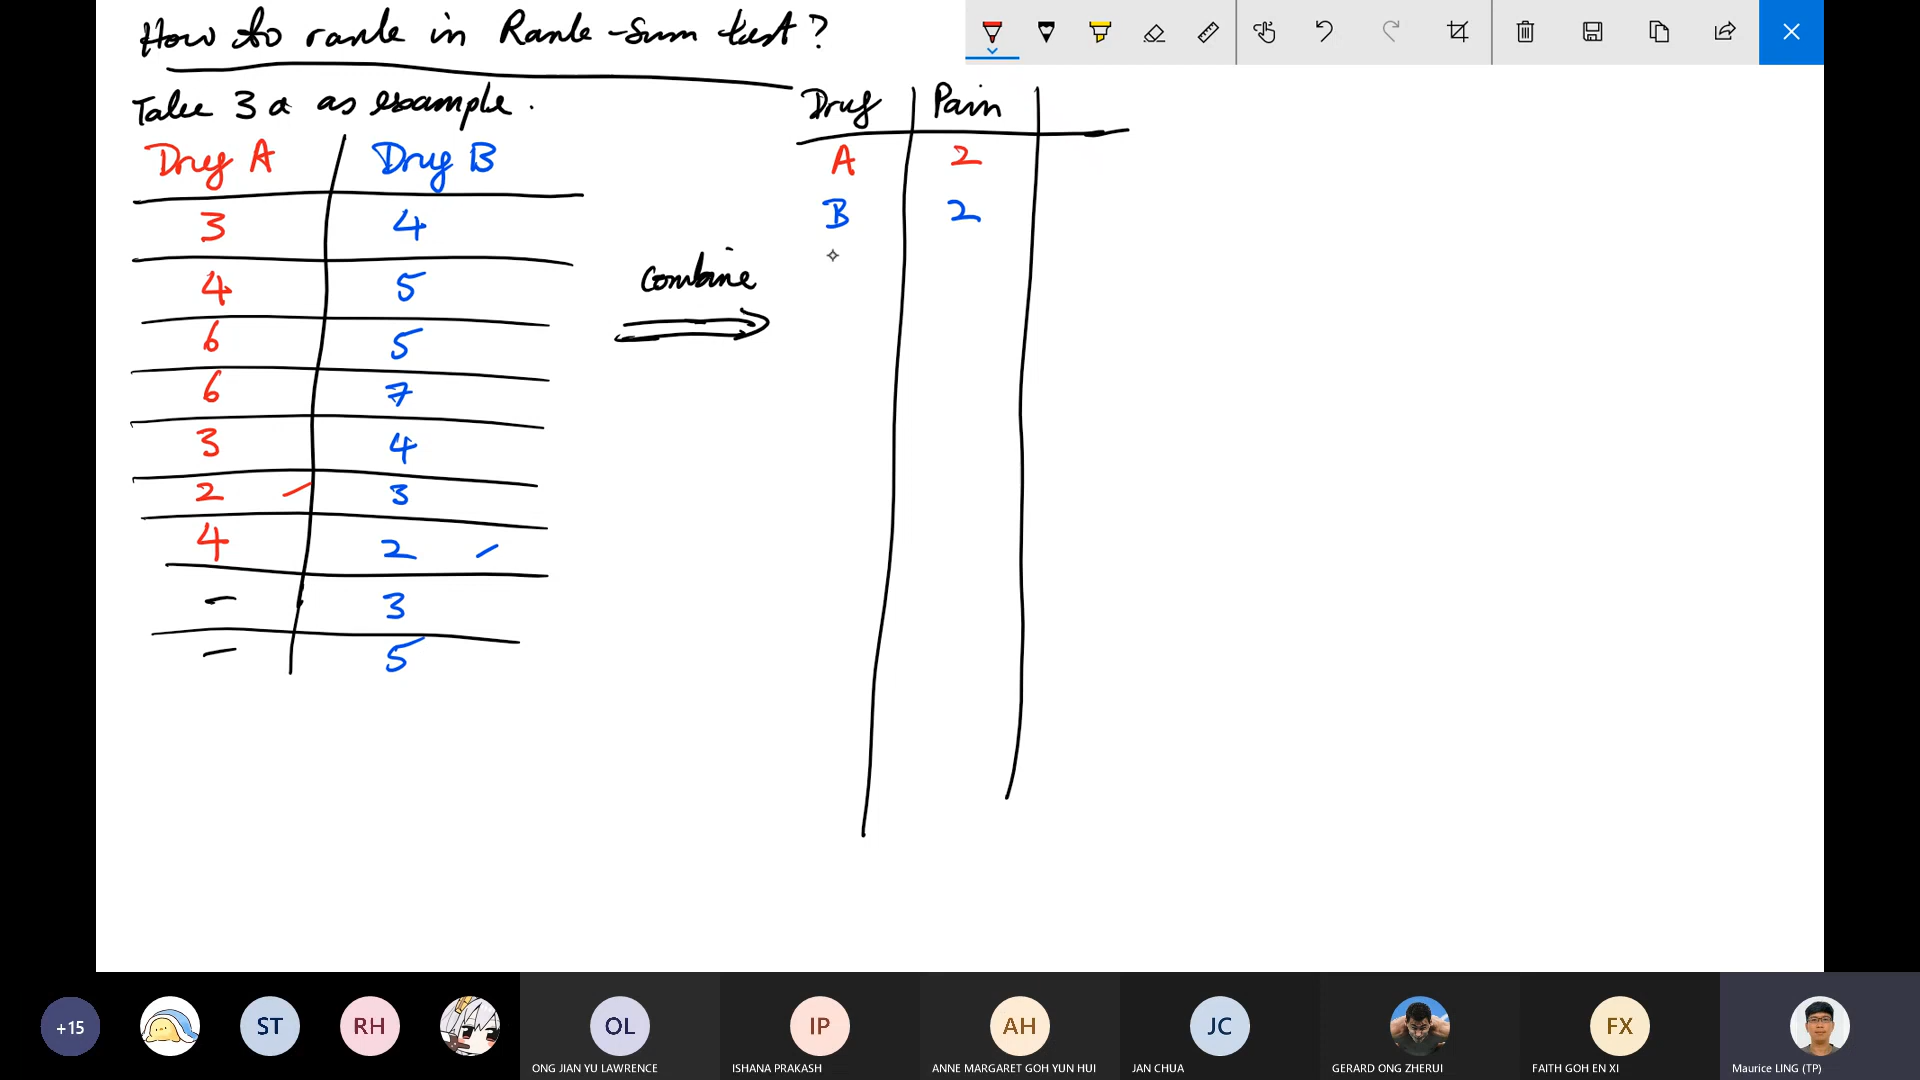 How to rank in Rank-Sum test?
Take 3a as example.
Drug A | Drug B
3 | 4
4 | 5
6 | 5
6 | 7
3 | 4
2 | 3
4 | 2
- | 3
- | 5
Combine
Drug | Pain
A | 2
B | 2
+15
ST
RH
OL
ONG JIAN YU LAWRENCE
IP
ISHANA PRAKASH
AH
ANNE MARGARET GOH YUN HUI
JC
JAN CHUA
GERARD ONG ZHERUI
FX
FAITH GOH EN XI
Maurice LING (TP)